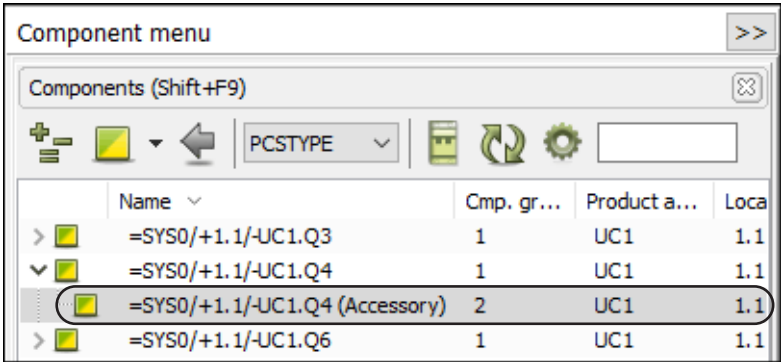 Component menu >>
Components (Shift+F9)
PCSTYPE
Name Cmp. gr... Product a... Loca
=SYS0/+1.1/-UC1.Q3 1 UC1 1.1
=SYS0/+1.1/-UC1.Q4 1 UC1 1.1
=SYS0/+1.1/-UC1.Q4 (Accessory) 2 UC1 1.1
=SYS0/+1.1/-UC1.Q6 1 UC1 1.1